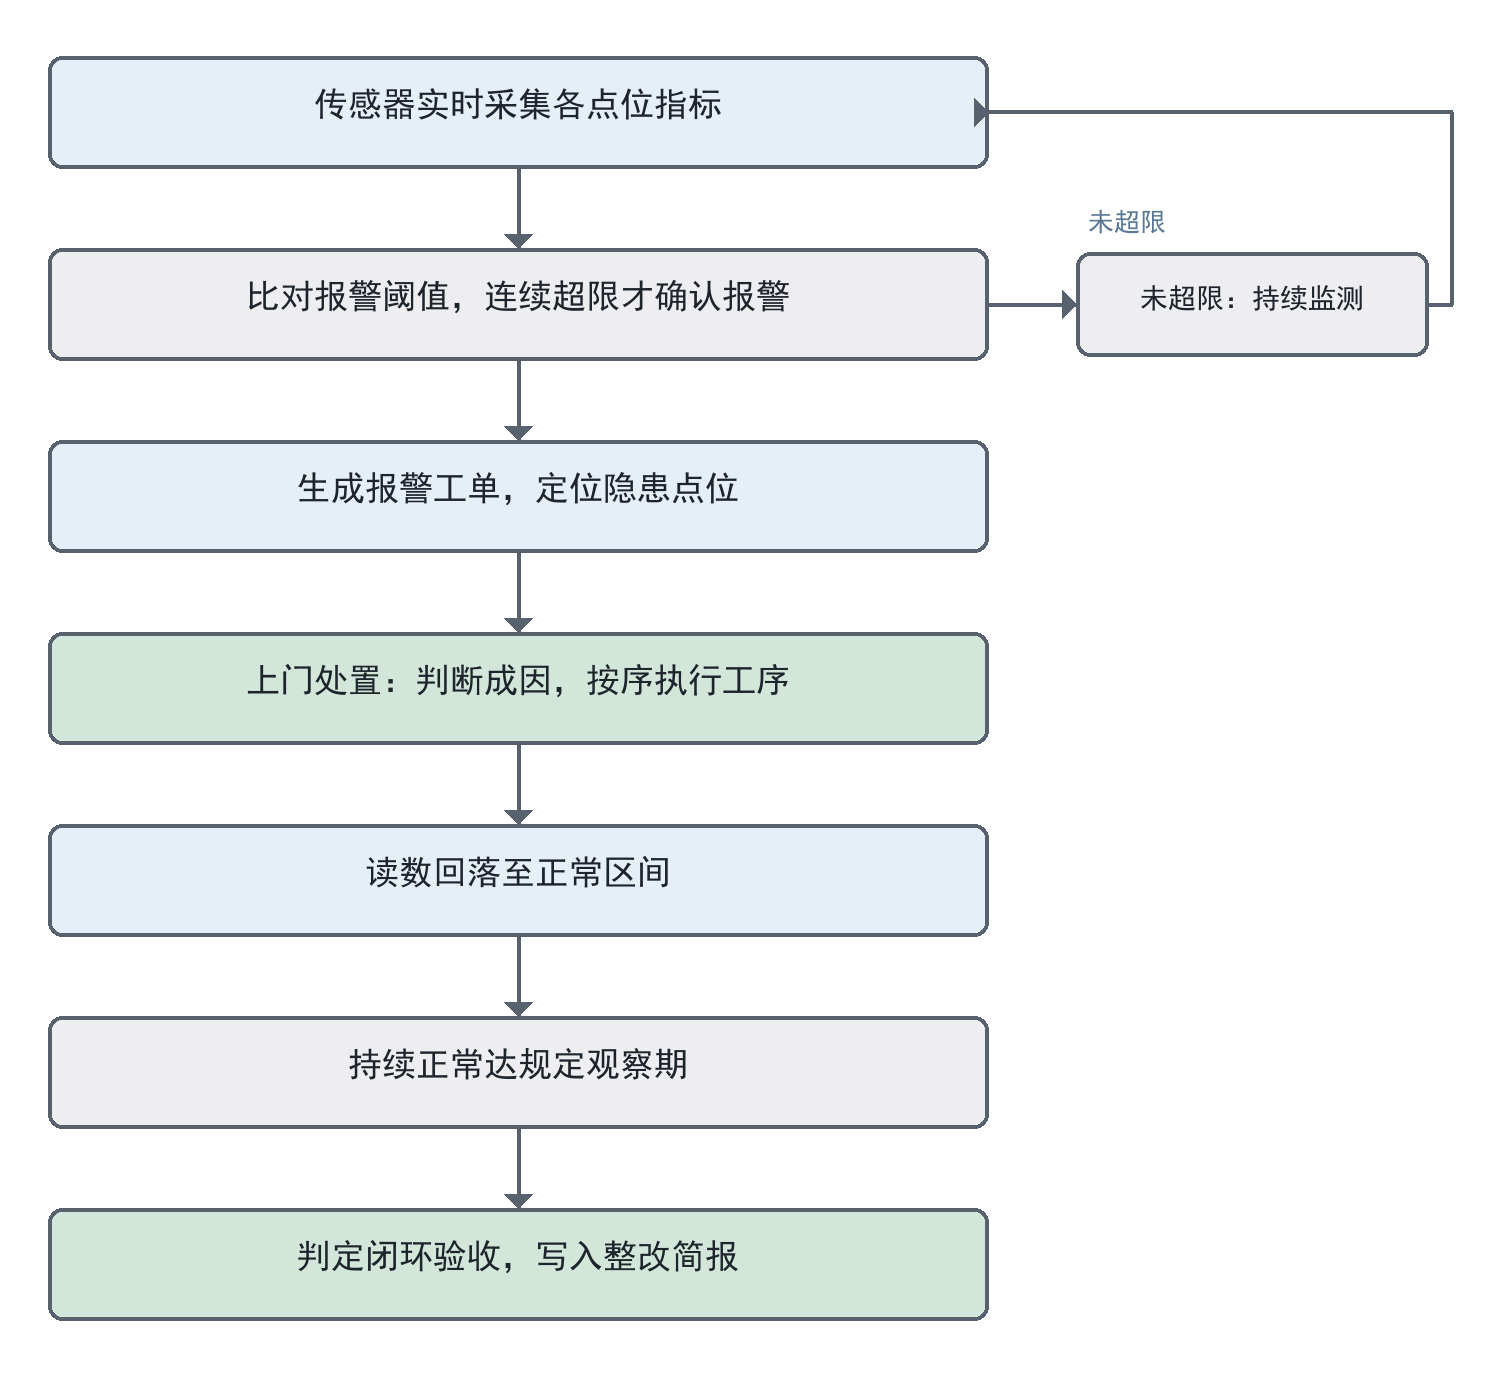 传感器实时采集各点位指标
未超限
比对报警阈值，连续超限才确认报警
未超限：持续监测
生成报警工单，定位隐患点位
上门处置：判断成因，按序执行工序
读数回落至正常区间
持续正常达规定观察期
判定闭环验收，写入整改简报